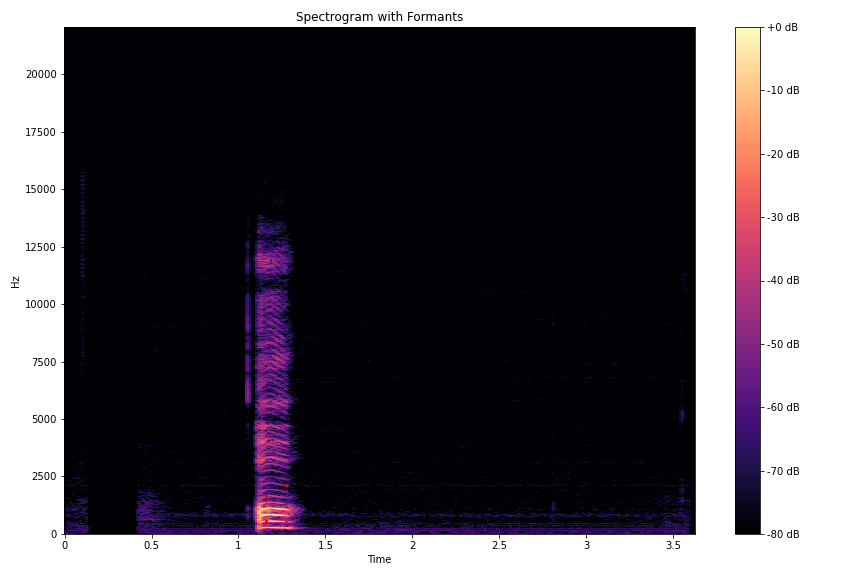 Spectrogram with Formants
+0 dB
20000
-10 dB
17500
-20 dB
15000
-30 dB
12500
Hz
-40 dB
10000
-50 dB
7500
5000
-60 dB
2500
-70 dB
0
-80 dB
0 0.5 1 1.5 2 2.5 3 3.5
Time